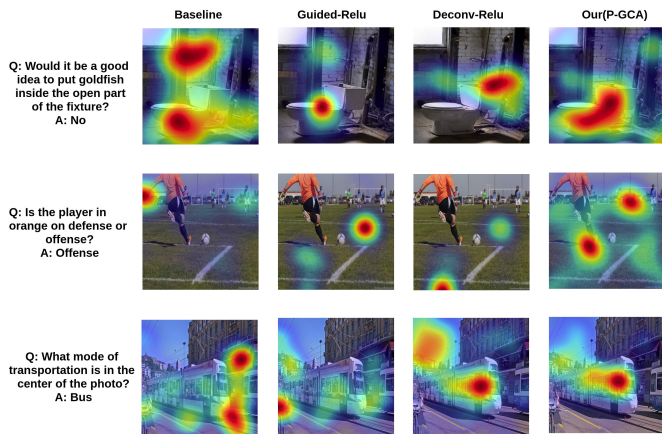 Baseline Guided-Relu Deconv-Relu Our(P-GCA)
Q: Would it be a good
idea to put goldfish
inside the open part
of the fixture?
A: No
Q: Is the player in
orange on defense or
offense?
A: Offense
Q: What mode of
transportation is in the
center of the photo?
A: Bus